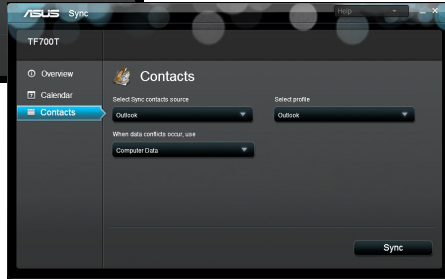 ASUS Sync
Help
TF700T
Overview
Calendar
Contacts
Contacts
Select Sync contacts source
Select profile
Outlook
Outlook
When data conflicts occur, use
Computer Data
Sync